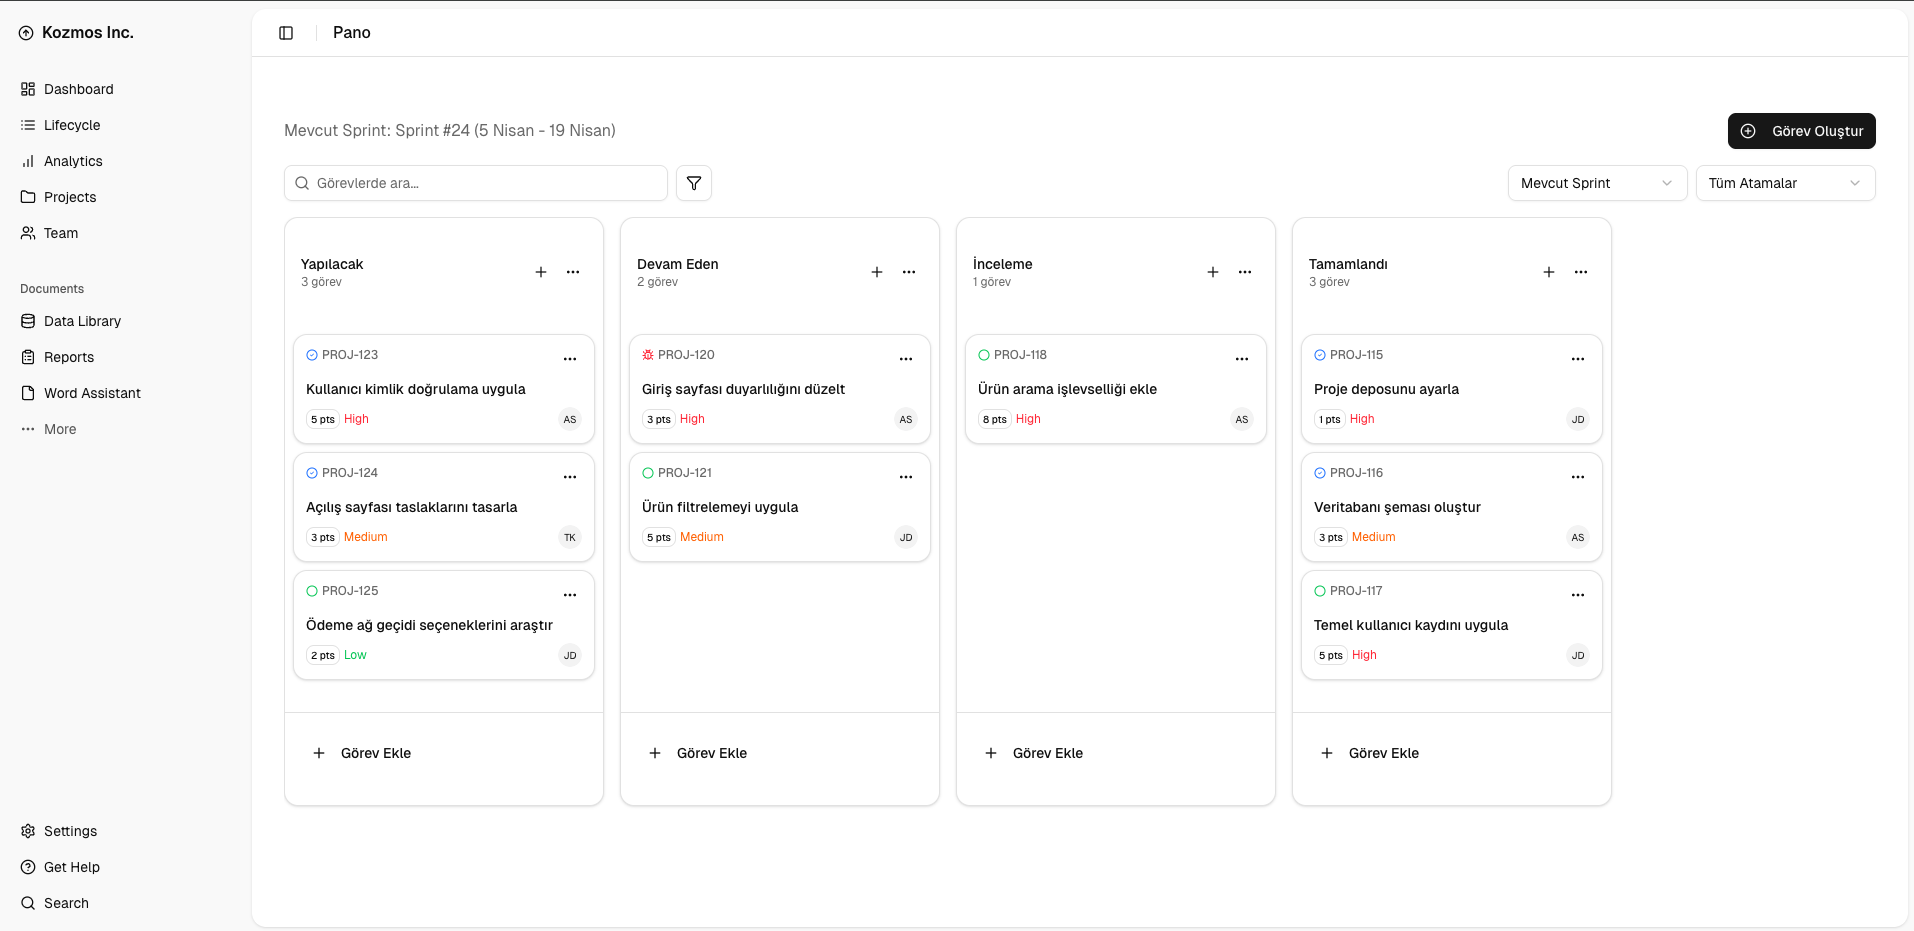 Kozmos Inc.
Dashboard
Lifecycle
Analytics
Projects
Team
Documents
Data Library
Reports
Word Assistant
More
Settings
Get Help
Search
Pano
Mevcut Sprint: Sprint #24 (5 Nisan - 19 Nisan)
Görev Oluştur
Görevlerde ara...
Mevcut Sprint
Tüm Atamalar
Yapılacak
3 görev
PROJ-123
Kullanıcı kimlik doğrulama uygula
5 pts High AS
PROJ-124
Açılış sayfası taslaklarını tasarla
3 pts Medium TK
PROJ-125
Ödeme ağ geçidi seçeneklerini araştır
2 pts Low JD
Görev Ekle
Devam Eden
2 görev
PROJ-120
Giriş sayfası duyarlılığını düzelt
3 pts High AS
PROJ-121
Ürün filtrelemeyi uygula
5 pts Medium JD
Görev Ekle
İnceleme
1 görev
PROJ-118
Ürün arama işlevselliği ekle
8 pts High AS
Görev Ekle
Tamamlandı
3 görev
PROJ-115
Proje deposunu ayarla
1 pts High JD
PROJ-116
Veritabanı şeması oluştur
3 pts Medium AS
PROJ-117
Temel kullanıcı kaydını uygula
5 pts High JD
Görev Ekle